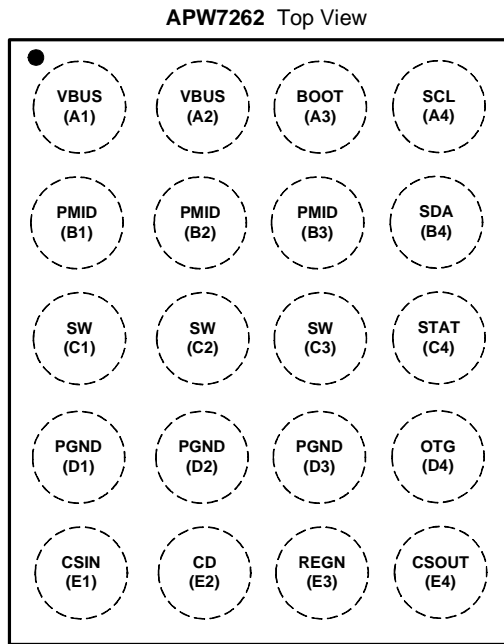 APW7262 Top View
VBUS VBUS BOOT SCL
(A1) (A2) (A3) (A4)
PMID PMID PMID SDA
(B1) (B2) (B3) (B4)
SW SW SW STAT
(C1) (C2) (C3) (C4)
PGND PGND PGND OTG
(D1) (D2) (D3) (D4)
CSIN CD REGN CSOUT
(E1) (E2) (E3) (E4)